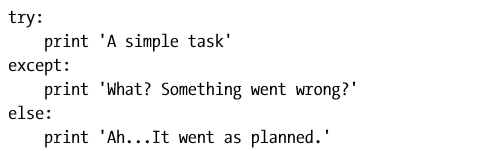 try:
    print 'A simple task'
except:
    print 'What? Something went wrong?'
else:
    print 'Ah...It went as planned.'